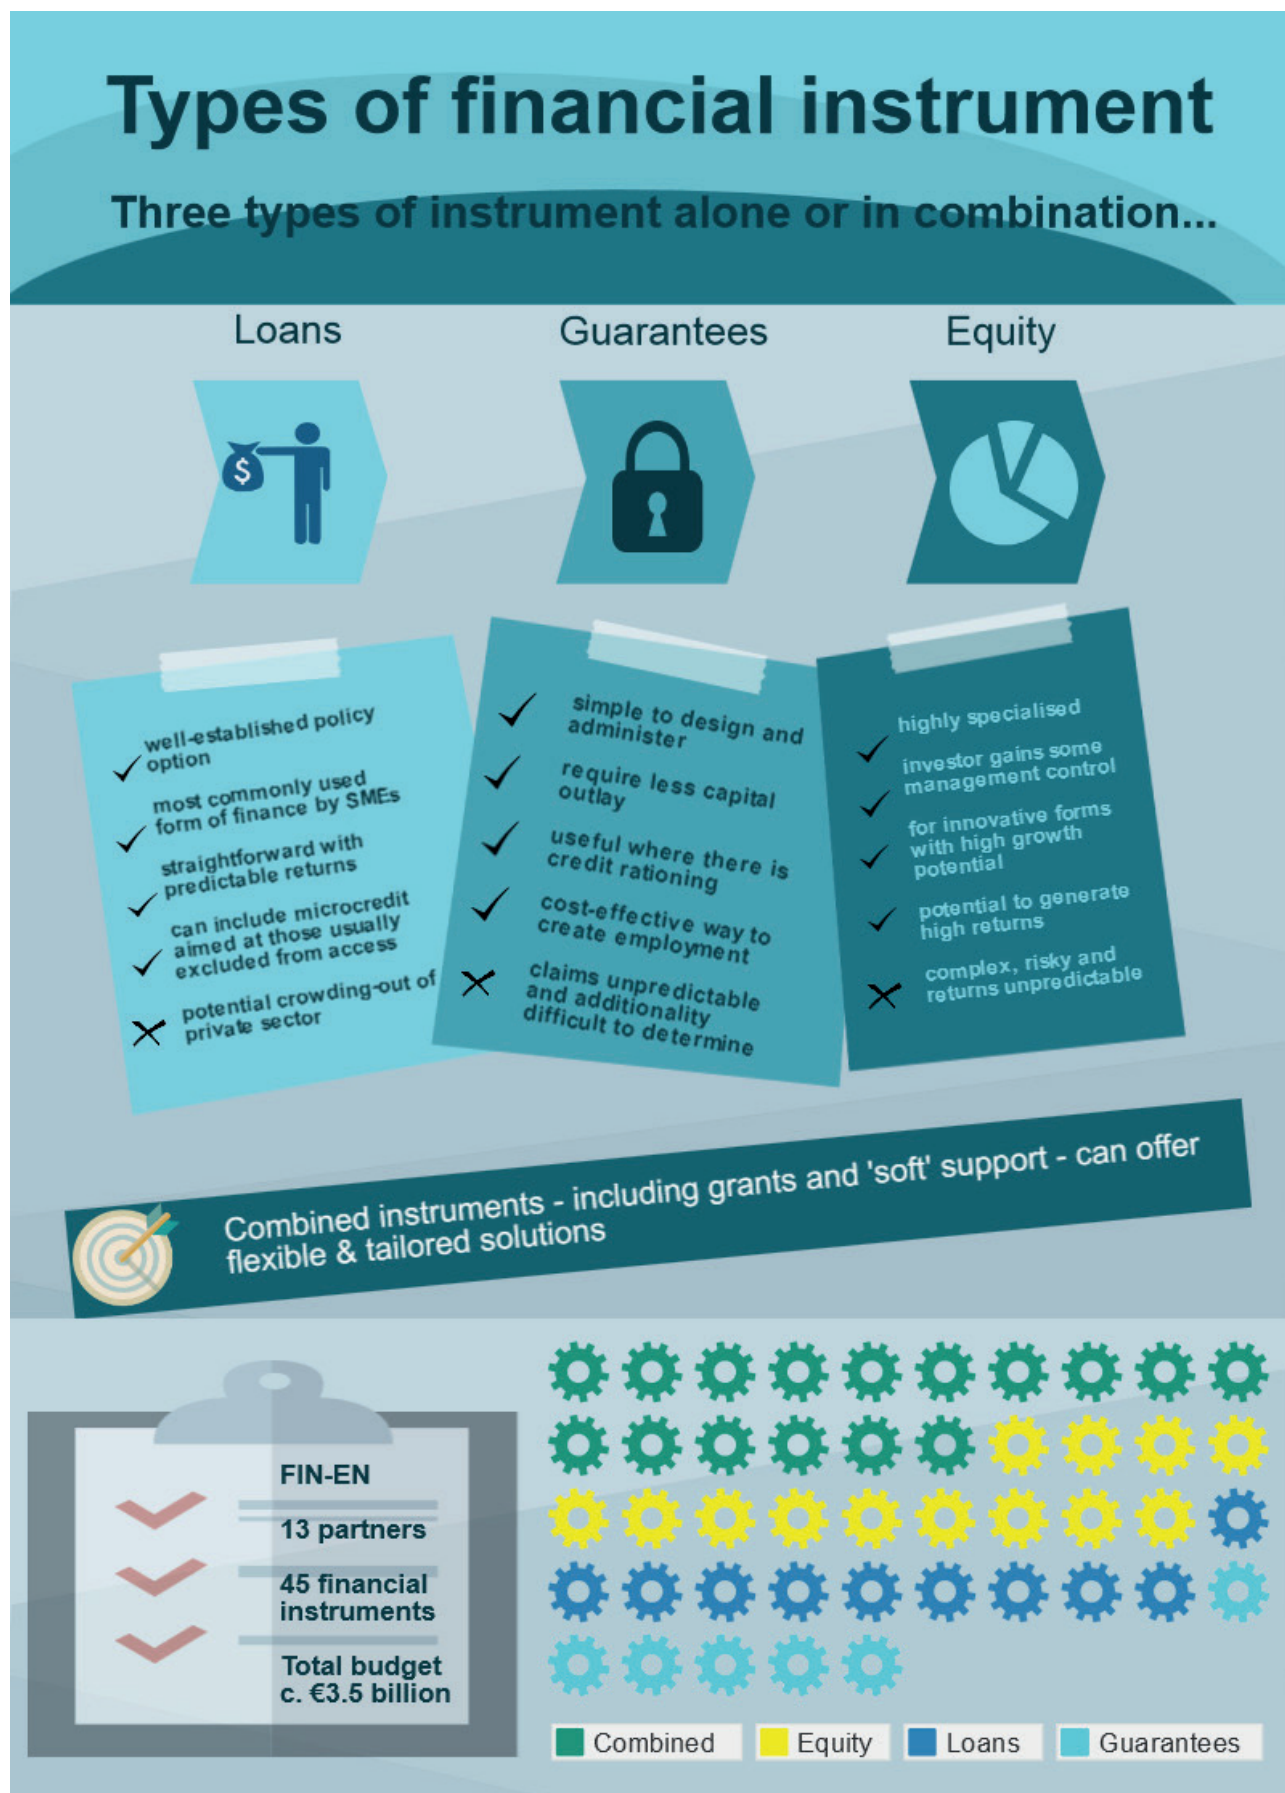 Types of financial instrument
Three types of instrument alone or in combination...
Loans
Guarantees
Equity
$
well-established policy
option
most commonly used
form of finance by SMEs
straightforward with
predictable returns
can include microcredit
aimed at those usually
excluded from access
potential crowding-out of
private sector
simple to design and
administer
require less capital
outlay
useful where there is
credit rationing
cost-effective way to
create employment
claims unpredictable
and additionality
difficult to determine
highly specialised
investor gains some
management control
for innovative forms
with high growth
potential
potential to generate
high returns
complex, risky and
returns unpredictable
Combined instruments - including grants and 'soft' support - can offer
flexible & tailored solutions
FIN-EN
13 partners
45 financial
instruments
Total budget
c. €3.5 billion
Combined
Equity
Loans
Guarantees